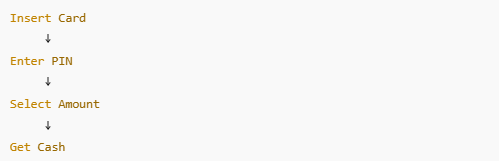 Insert Card
↓
Enter PIN
↓
Select Amount
↓
Get Cash